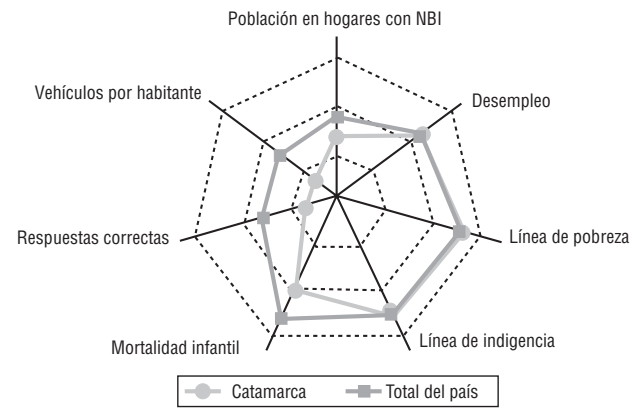 Población en hogares con NBI
Vehículos por habitante
Desempleo
Respuestas correctas
Línea de pobreza
Mortalidad infantil
Línea de indigencia
Catamarca
Total del país